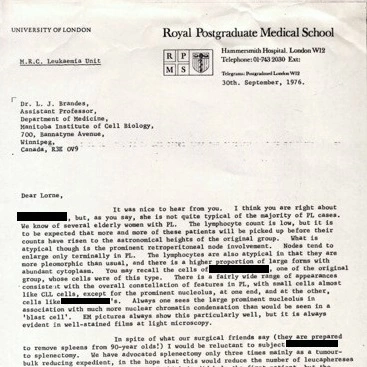 UNIVERSITY OF LONDON
Royal Postgraduate Medical School
Hammersmith Hospital. London W12
Telephone: 01-743 2030 Ext:
R P
M S
Telegrams: Postgradmed London W12
M.R.C. Leukaemia Unit
30th. September, 1976.
Dr. L. J. Brandes,
Assistant Professor,
Department of Medicine,
Manitoba Institute of Cell Biology,
700, Bannatyne Avenue,
Winnipeg,
Canada, R3E OV9
Dear Lorne,
It was nice to hear from you. I think you are right about
, but, as you say, she is not quite typical of the majority of PL cases.
We know of several elderly women with PL. The lymphocyte count is low, but it is
to be expected that more and more of these patients will be picked up before their
counts have risen to the astronomical heights of the original group. What is
atypical though is the prominent retroperitoneal node involvement. Nodes tend to
enlarge only terminally in PL. The lymphocytes are also atypical in that they are
more pleomorphic than usual, and there is a higher proportion of large forms with
abundant cytoplasm. You may recall the cells of , one of the original
group, whose cells were of this type. There is a fairly wide range of appearances
consistent with the overall constellation of features in PL, with small cells almost
like CLL cells, except for the prominent nucleolus, at one end, and at the other,
cells like 's. Always one sees the large prominent nucleolus in
association with much more nuclear chromatin condensation than would be seen in a
'blast cell'. EM pictures always show this particularly well, but it is always
evident in well-stained films at light microscopy.
In spite of what our surgical friends say (they are prepared
to remove spleens from 90-year olds!) I would be reluctant to subject
to splenectomy. We have advocated splenectomy only three times mainly as a tumour-
bulk reducing expedient, in the hope that this would reduce the number of leucaphereses